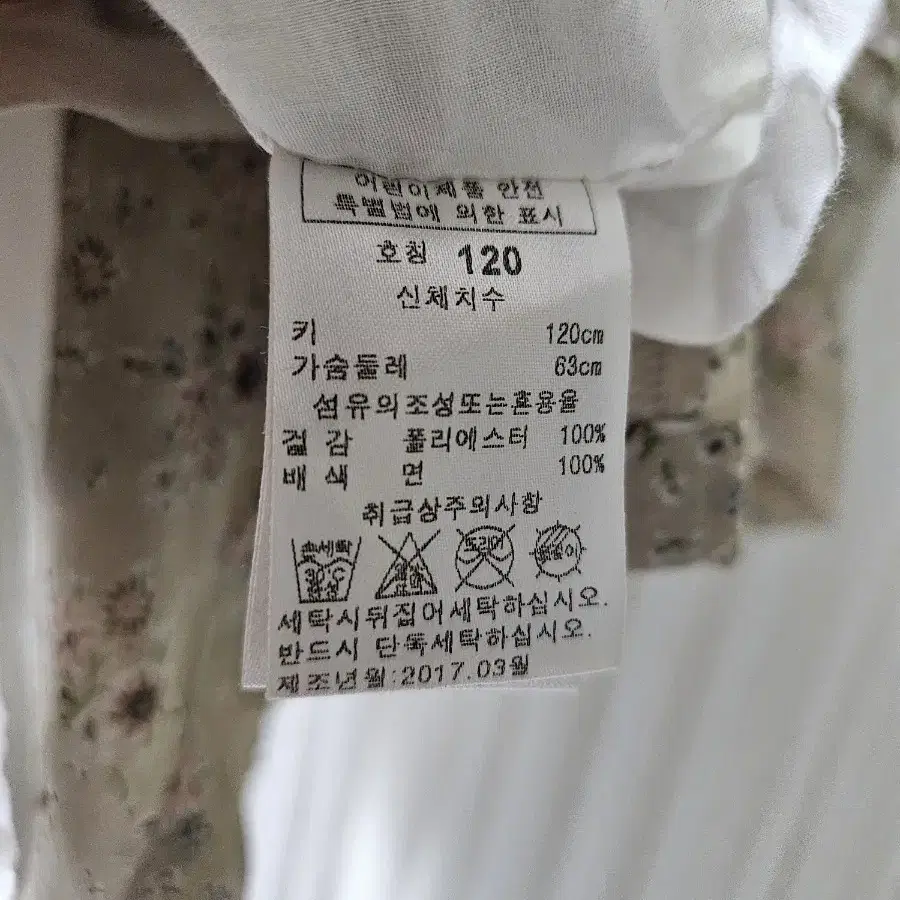 어린이제품 안전
특별법에 의한 표시
호칭 120
신체치수
키 120cm
가슴둘레 63cm
섬유의조성또는혼용율
겉 감 폴리에스터 100%
배 색 면 100%
취급상주의사항
드라이
세탁시뒤집어세탁하십시오.
반드시 단독세탁하십시오.
제조년월:2017.03월